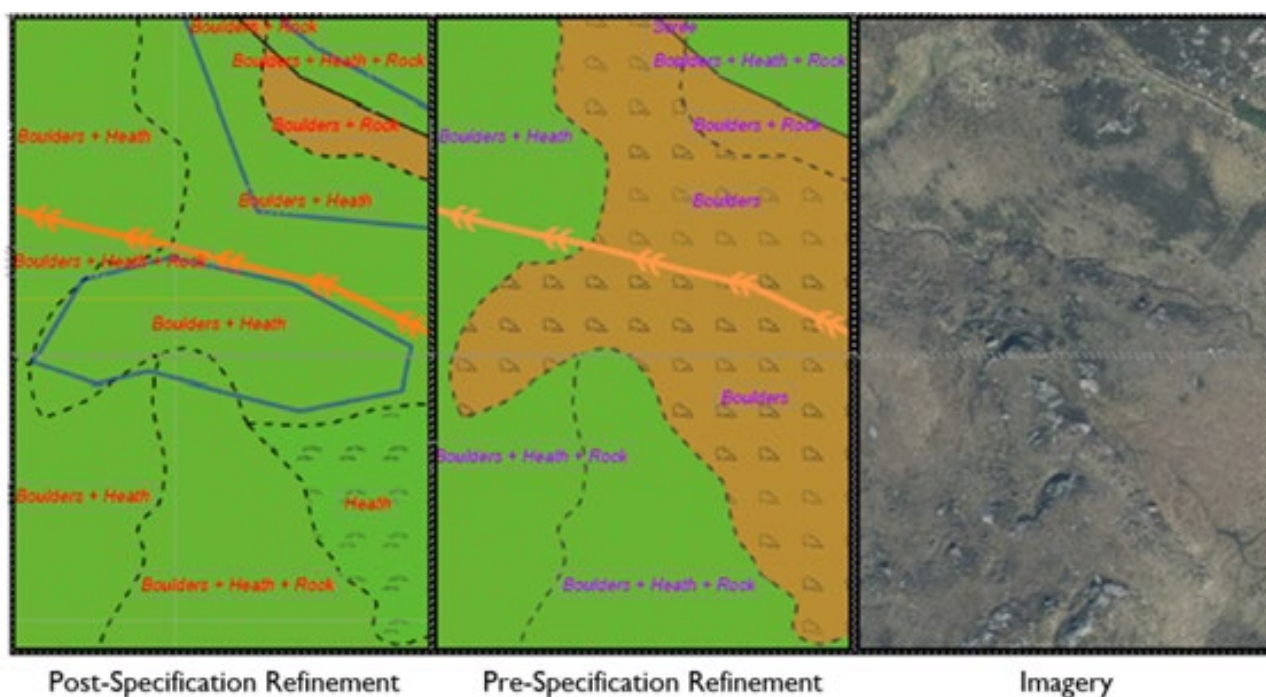 Boulders + Rock
Boulders + Heath + Rock
Boulders + Rock
Boulders + Heath
Boulders + Heath
Boulders + Heath + Rock
Boulders + Heath
Boulders + Heath
Heath
Boulders + Heath + Rock
Scree
Boulders + Heath + Rock
Boulders + Rock
Boulders + Heath
Boulders
Boulders
Boulders + Heath + Rock
Boulders + Heath + Rock
Post-Specification Refinement
Pre-Specification Refinement
Imagery